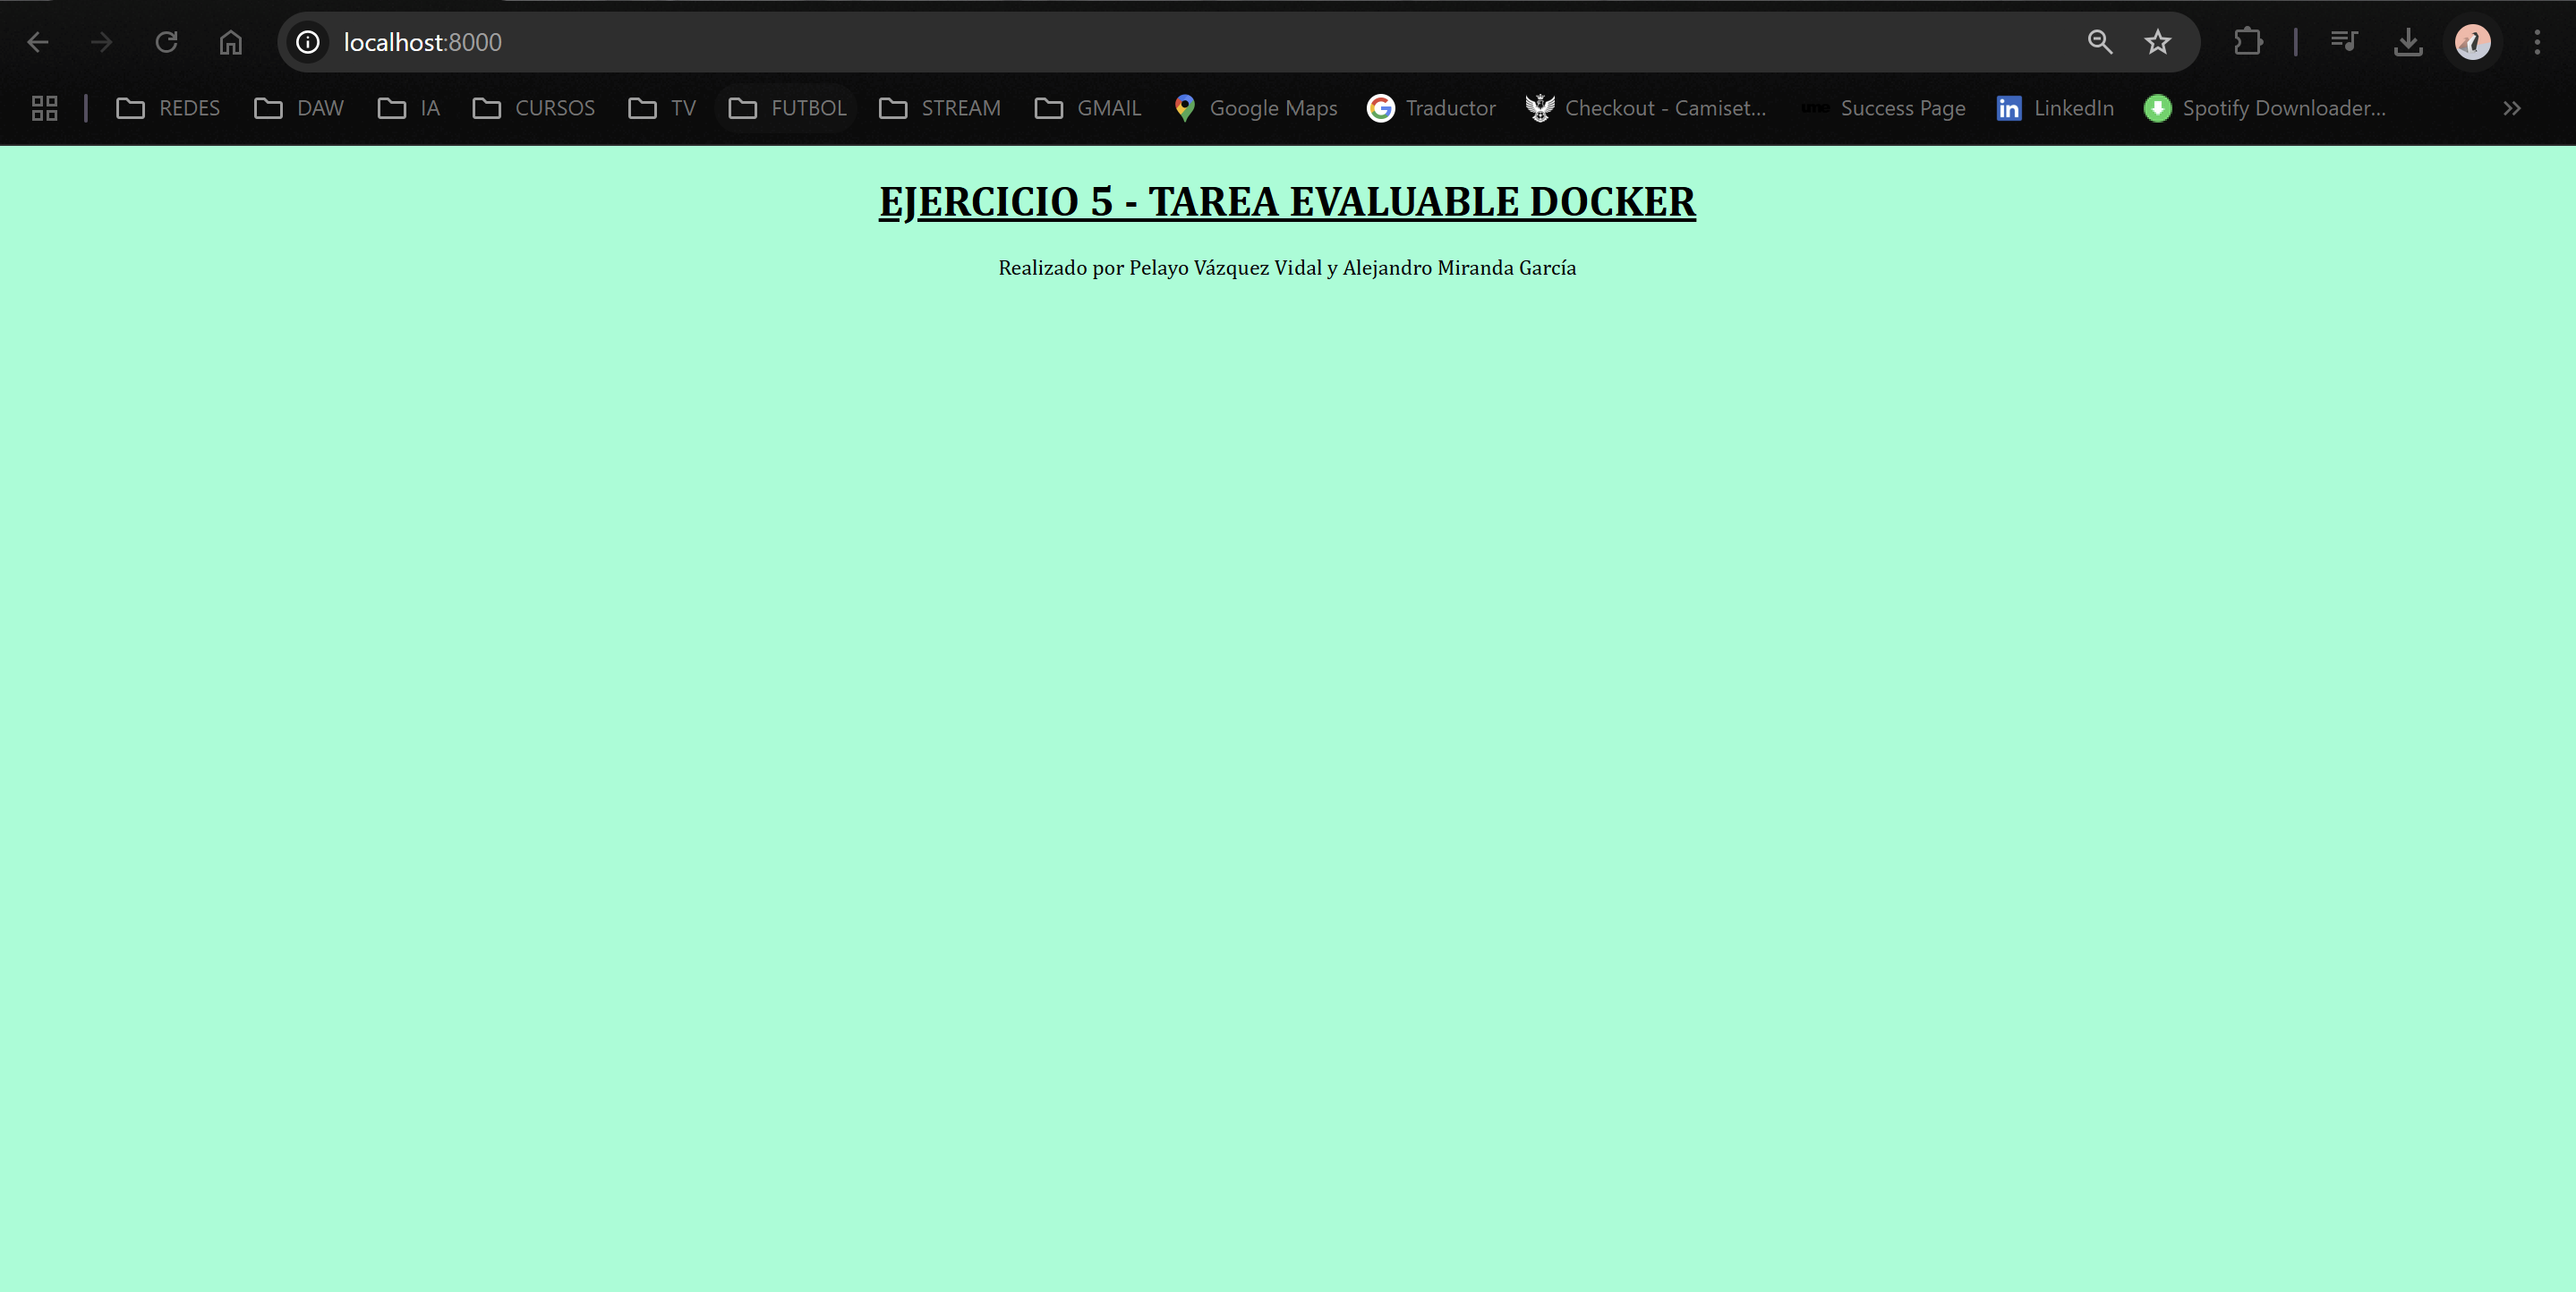 localhost:8000
REDES DAW IA CURSOS TV FUTBOL STREAM GMAIL Google Maps Traductor Checkout - Camiset... ume Success Page LinkedIn Spotify Downloader...
EJERCICIO 5 - TAREA EVALUABLE DOCKER
Realizado por Pelayo Vázquez Vidal y Alejandro Miranda García